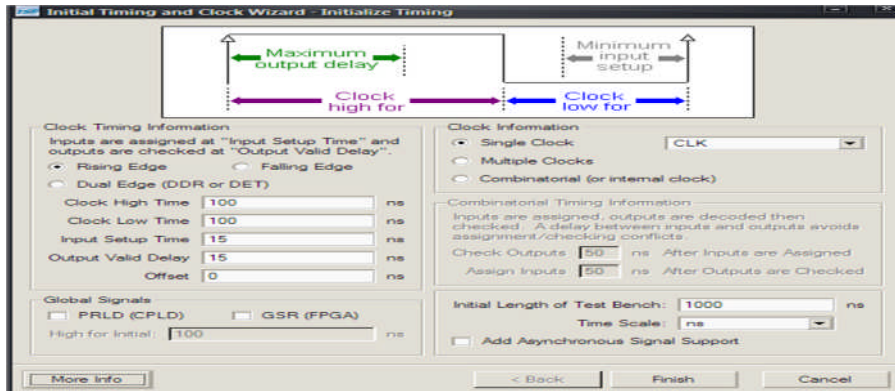 Initial Timing and Clock Wizard - Initialize Timing
Maximum
output delay
Minimum
input
setup
Clock
high for
Clock
low for
Clock Timing Information
Inputs are assigned at "Input Setup Time" and
outputs are checked at "Output Valid Delay".
Rising Edge
Falling Edge
Dual Edge (DDR or DET)
Clock High Time 100 ns
Clock Low Time 100 ns
Input Setup Time 15 ns
Output Valid Delay 15 ns
Offset 0 ns
Global Signals
PRLD (CPLD)
GSR (FPGA)
High for Initial: 100 ns
Clock Information
Single Clock CLK
Multiple Clocks
Combinatorial (or internal clock)
Combinatorial Timing Information
Inputs are assigned, outputs are decoded then
checked. A delay between inputs and outputs avoids
assignment/checking conflicts.
Check Outputs 50 ns After Inputs are Assigned
Assign Inputs 50 ns After Outputs are Checked
Initial Length of Test Bench: 1000 ns
Time Scale: ns
Add Asynchronous Signal Support
More Info
< Back
Finish
Cancel